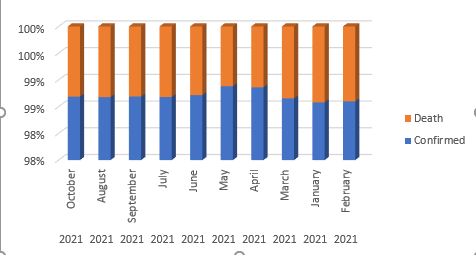 100%
100%
99%
99%
98%
98%
October
August
September
July
June
May
April
March
January
February
2021 2021 2021 2021 2021 2021 2021 2021 2021 2021
Death
Confirmed